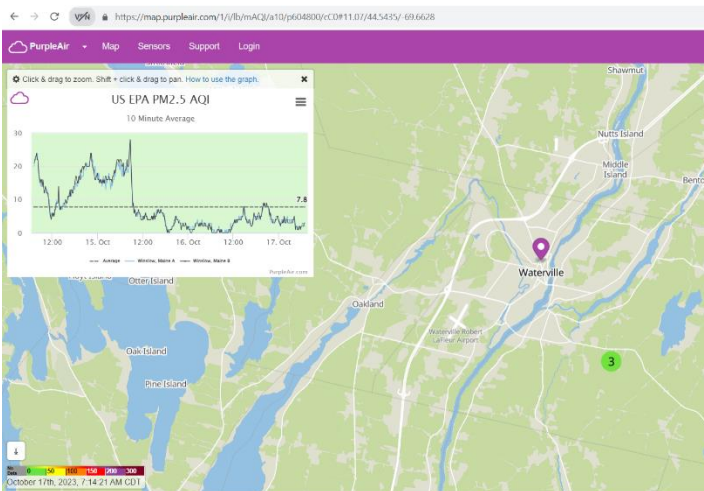 https://map.purpleair.com/1/i/lb/mAQI/a10/p604800/cC0#11.07/44.5435/-69.6628
PurpleAir Map Sensors Support Login
Click & drag to zoom. Shift + click & drag to pan. How to use the graph.
US EPA PM2.5 AQI
10 Minute Average
30
20
10
0
7.8
12:00 15. Oct 12:00 16. Oct 12:00 17. Oct
Average Winslow, Maine A Winslow, Maine B
PurpleAir.com
Shawmut
Nutts Island
Middle
Island
Bento
Waterville
Otter Island
Oakland
Waterville Robert
LaFleur Airport
3
Oak Island
Pine Island
No
Data 0 50 100 150 200 300
October 17th, 2023, 7:14:21 AM CDT